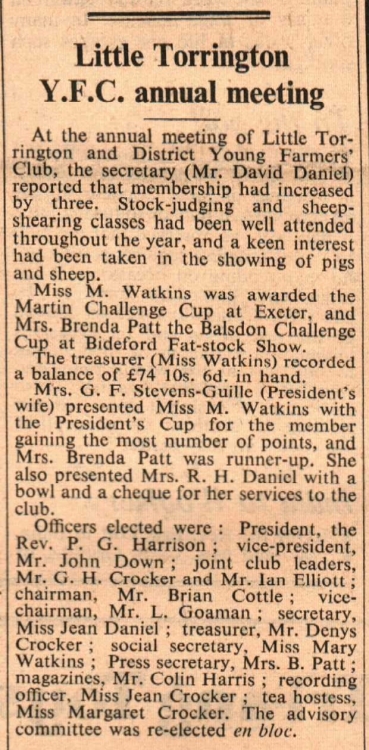 Little Torrington
Y.F.C. annual meeting
At the annual meeting of Little Tor-
rington and District Young Farmers'
Club, the secretary (Mr. David Daniel)
reported that membership had increased
by three. Stock-judging and sheep-
shearing classes had been well attended
throughout the year, and a keen interest
had been taken in the showing of pigs
and sheep.
Miss M. Watkins was awarded the
Martin Challenge Cup at Exeter, and
Mrs. Brenda Patt the Balsdon Challenge
Cup at Bideford Fat-stock Show.
The treasurer (Miss Watkins) recorded
a balance of £74 10s. 6d. in hand.
Mrs. G. F. Stevens-Guille (President's
wife) presented Miss M. Watkins with
the President's Cup for the member
gaining the most number of points, and
Mrs. Brenda Patt was runner-up. She
also presented Mrs. R. H. Daniel with a
bowl and a cheque for her services to the
club.
Officers elected were : President, the
Rev. P. G. Harrison ; vice-president,
Mr. John Down ; joint club leaders,
Mr. G. H. Crocker and Mr. Ian Elliott ;
chairman, Mr. Brian Cottle ; vice-
chairman, Mr. L. Goaman ; secretary,
Miss Jean Daniel ; treasurer, Mr. Denys
Crocker ; social secretary, Miss Mary
Watkins ; Press secretary, Mrs. B. Patt ;
magazines, Mr. Colin Harris ; recording
officer, Miss Jean Crocker ; tea hostess,
Miss Margaret Crocker. The advisory
committee was re-elected en bloc.